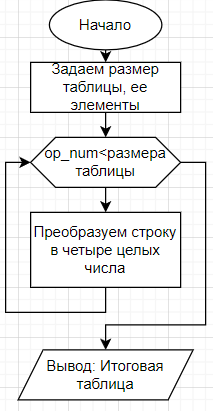 Начало
Задаем размер
таблицы, ее
элементы
op_num<размера
таблицы
Преобразуем строку
в четыре целых
числа
Вывод: Итоговая
таблица